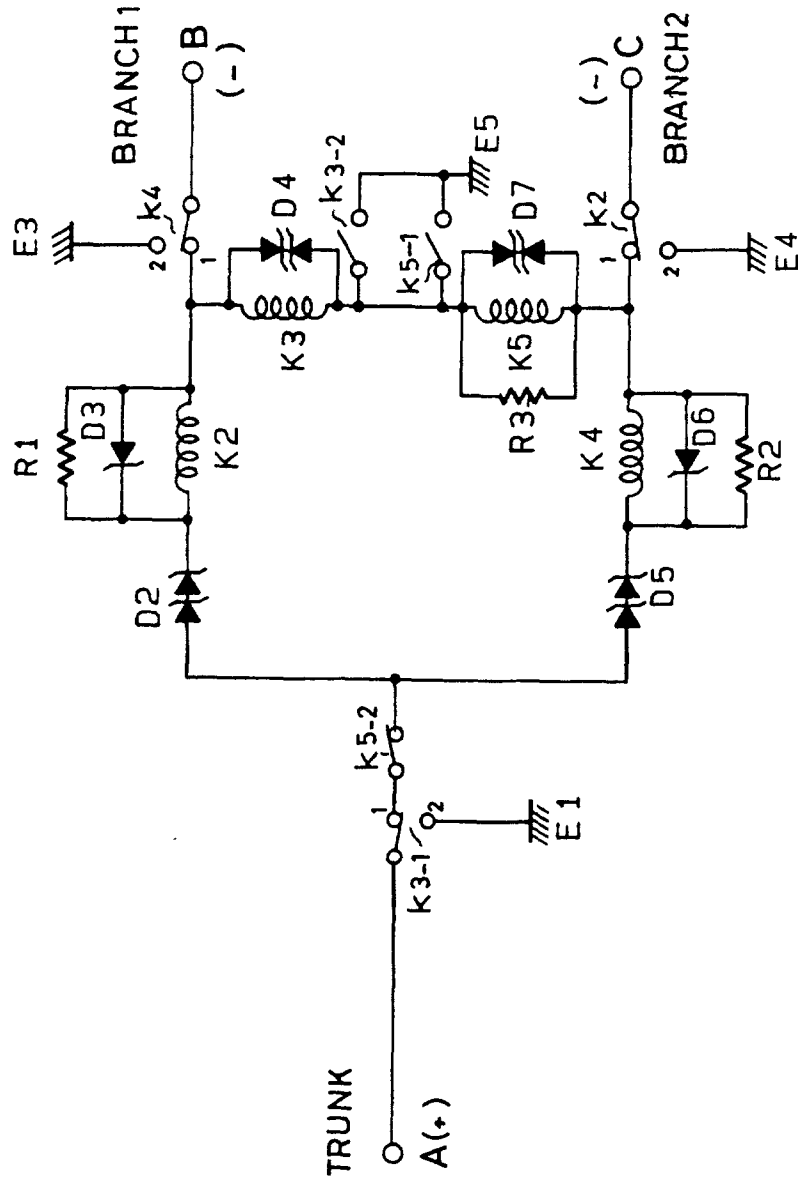 TRUNK
A(+)
k3-1
1
2
E1
k5-2
D2
R1
D3
K2
E3
2
1
k4
BRANCH1
B
(-)
K3
D4
k3-2
E5
k5-1
K5
D7
R3
D5
K4
D6
R2
k2
1
2
E4
(-)
C
BRANCH2